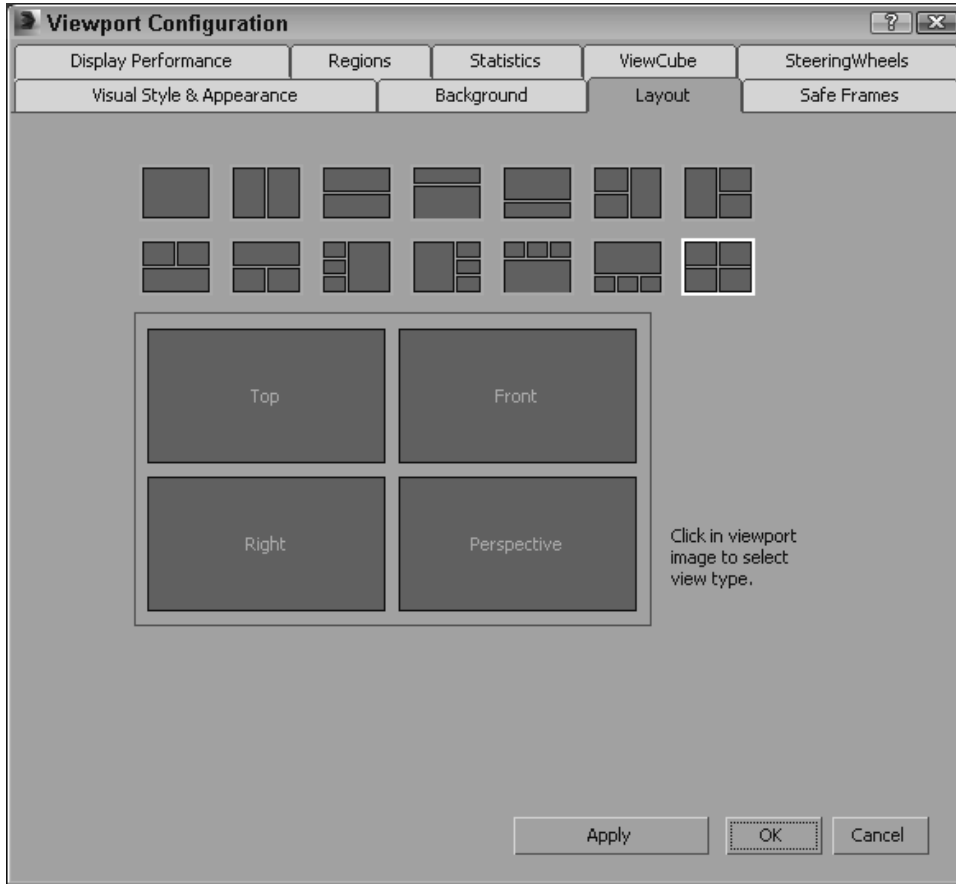 Viewport Configuration
?
Display Performance
Regions
Statistics
ViewCube
SteeringWheels
Visual Style & Appearance
Background
Layout
Safe Frames
Top
Front
Right
Perspective
Click in viewport
image to select
view type.
Apply
OK
Cancel